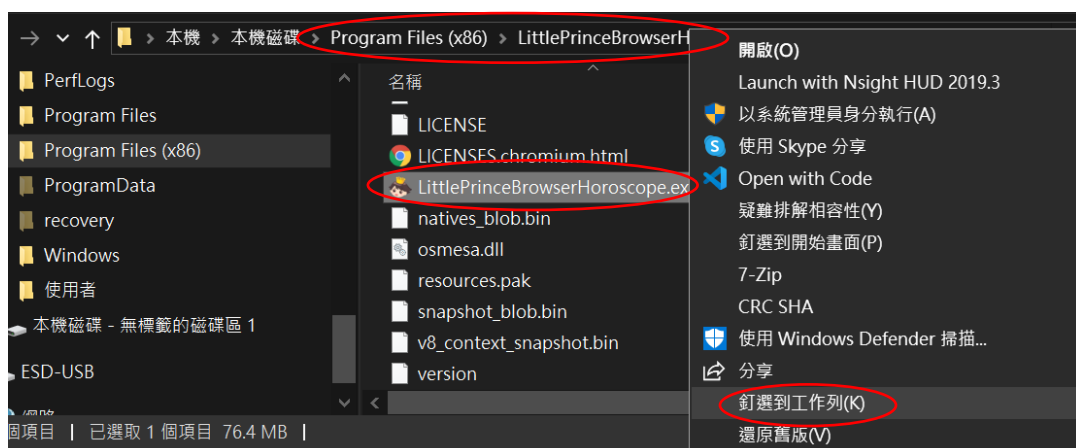 本機 > 本機磁碟 > Program Files (x86) > LittlePrinceBrowserH
PerfLogs
Program Files
Program Files (x86)
ProgramData
recovery
Windows
使用者
本機磁碟 - 無標籤的磁碟區 1
ESD-USB
名稱
LICENSE
LICENSES.chromium.html
LittlePrinceBrowserHoroscope.ex
natives_blob.bin
osmesa.dll
resources.pak
snapshot_blob.bin
v8_context_snapshot.bin
version
個項目 | 已選取 1 個項目 76.4 MB |
開啟(O)
Launch with Nsight HUD 2019.3
以系統管理員身分執行(A)
使用 Skype 分享
Open with Code
疑難排解相容性(Y)
釘選到開始畫面(P)
7-Zip
CRC SHA
使用 Windows Defender 掃描...
分享
釘選到工作列(K)
還原舊版(V)